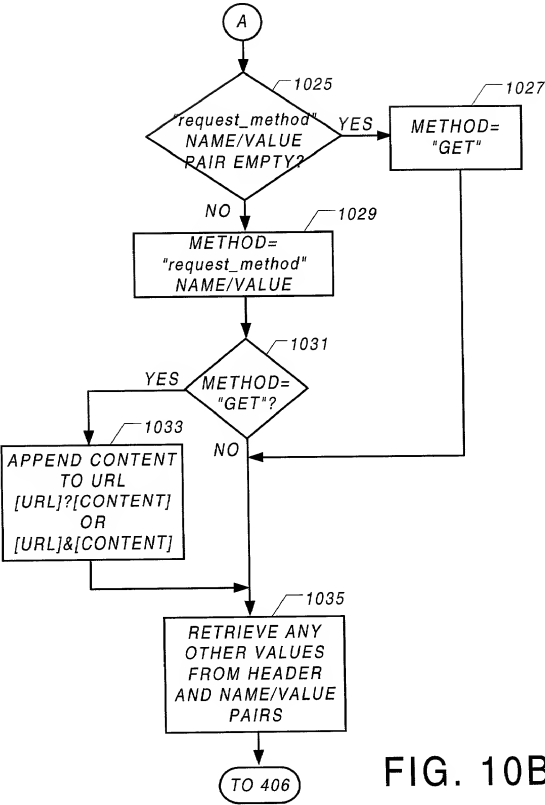 A
1025
"request_method"
NAME/VALUE
PAIR EMPTY?
YES
1027
METHOD=
"GET"
NO
1029
METHOD=
"request_method"
NAME/VALUE
1031
METHOD=
"GET"?
YES
NO
1033
APPEND CONTENT
TO URL
[URL]?[CONTENT]
OR
[URL]&[CONTENT]
1035
RETRIEVE ANY
OTHER VALUES
FROM HEADER
AND NAME/VALUE
PAIRS
TO 406
FIG. 10B